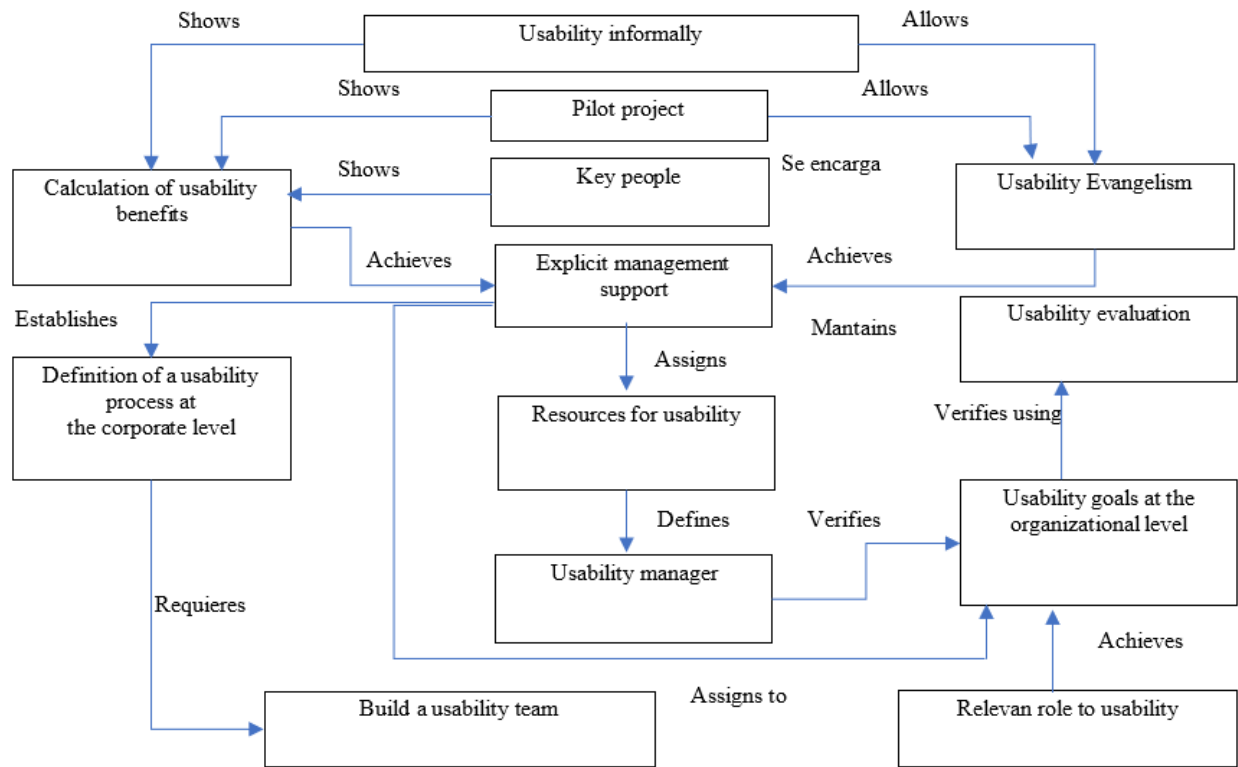 Shows
Usability informally
Allows
Shows
Pilot project
Allows
Shows
Key people
Se encarga
Calculation of usability
benefits
Usability Evangelism
Achieves
Explicit management
support
Achieves
Establishes
Mantains
Usability evaluation
Definition of a usability
process at
the corporate level
Assigns
Resources for usability
Verifies using
Usability goals at the
organizational level
Defines
Verifies
Usability manager
Requieres
Achieves
Build a usability team
Assigns to
Relevan role to usability